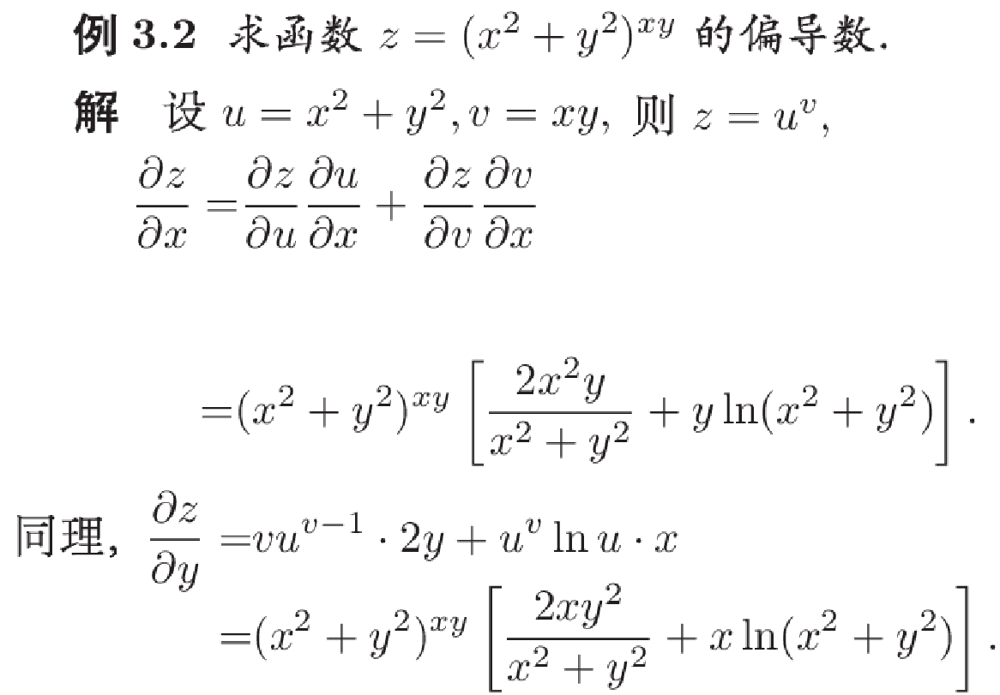 例 3.2 求函数 $z = (x^2 + y^2)^{xy}$ 的偏导数.
解 设 $u = x^2 + y^2, v = xy,$ 则 $z = u^v,$
$\frac{\partial z}{\partial x} = \frac{\partial z}{\partial u} \frac{\partial u}{\partial x} + \frac{\partial z}{\partial v} \frac{\partial v}{\partial x}$
$= (x^2 + y^2)^{xy} \left[ \frac{2x^2y}{x^2 + y^2} + y \ln(x^2 + y^2) \right].$
同理, $\frac{\partial z}{\partial y} = vu^{v-1} \cdot 2y + u^v \ln u \cdot x$
$= (x^2 + y^2)^{xy} \left[ \frac{2xy^2}{x^2 + y^2} + x \ln(x^2 + y^2) \right].$